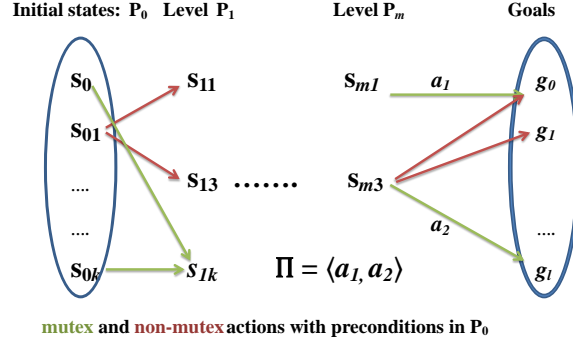 Initial states: P0 Level P1 Level Pm Goals
s0 s11 sm1 a1 g0
s01 g1
.... s13 ....... sm3
.... a2 ....
s0k s1k Π = ⟨a1, a2⟩ gl
mutex and non-mutex actions with preconditions in P0